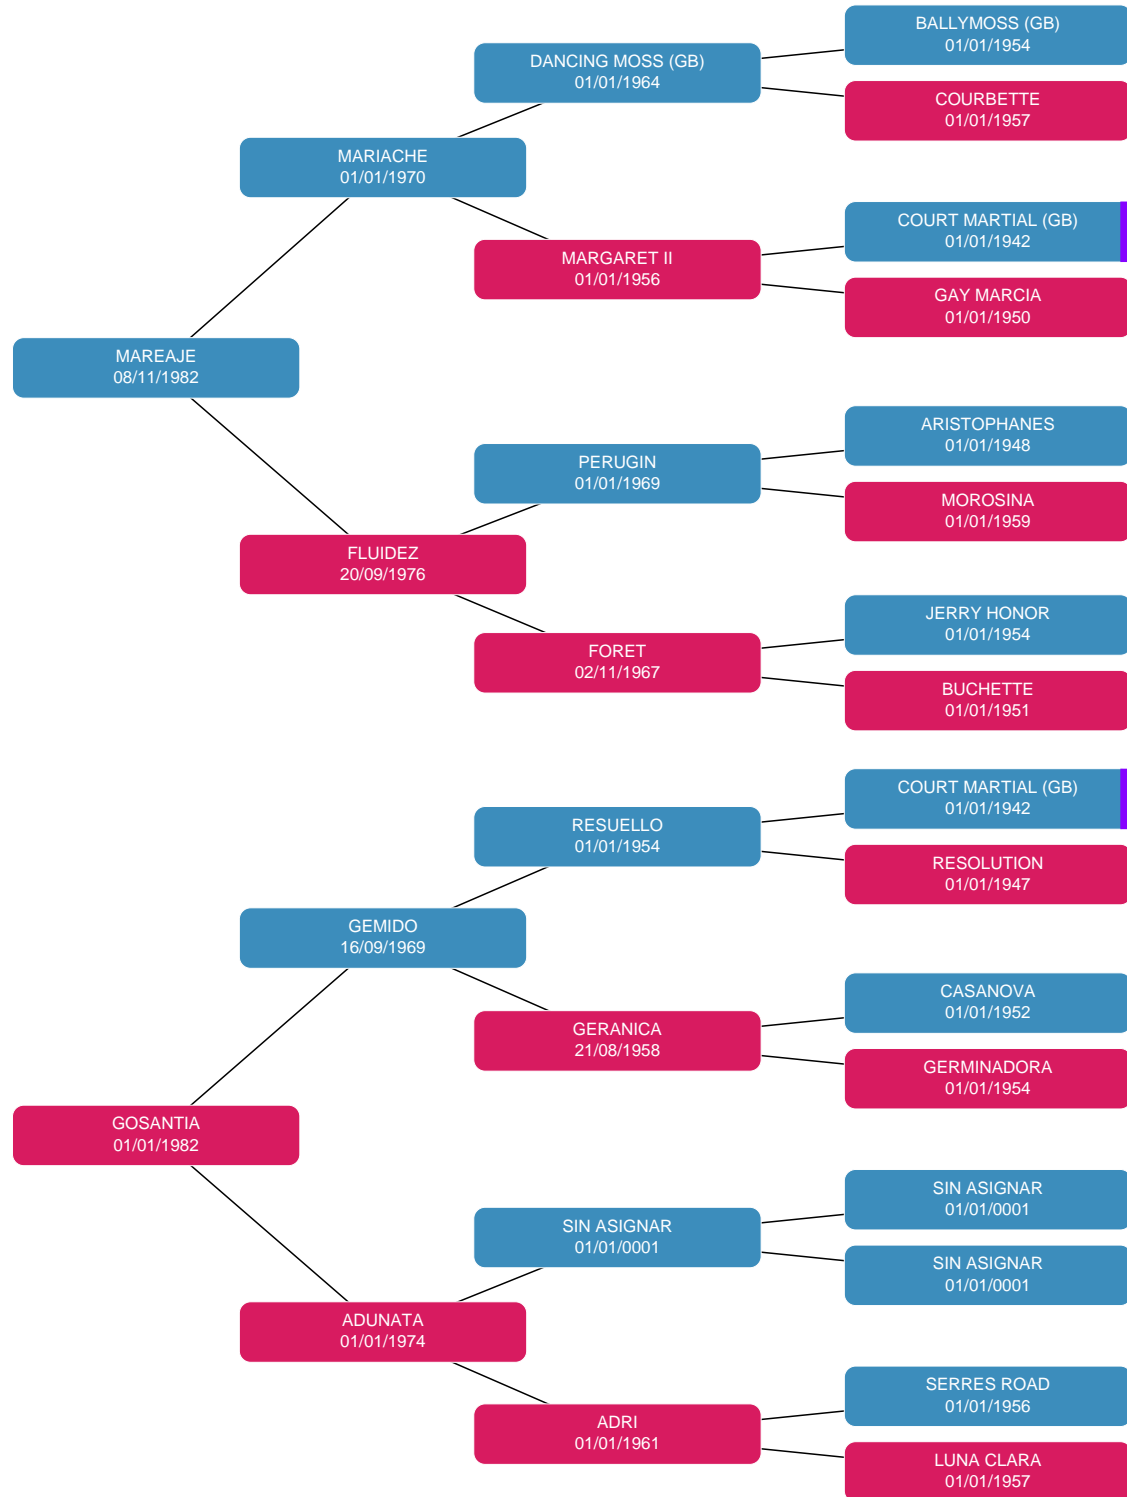 BALLYMOSS (GB)
01/01/1954
DANCING MOSS (GB)
01/01/1964
COURBETTE
01/01/1957
MARIACHE
01/01/1970
COURT MARTIAL (GB)
01/01/1942
MARGARET II
01/01/1956
GAY MARCIA
01/01/1950
MAREAJE
08/11/1982
ARISTOPHANES
01/01/1948
PERUGIN
01/01/1969
MOROSINA
01/01/1959
FLUIDEZ
20/09/1976
JERRY HONOR
01/01/1954
FORET
02/11/1967
BUCHETTE
01/01/1951
COURT MARTIAL (GB)
01/01/1942
RESUELLO
01/01/1954
RESOLUTION
01/01/1947
GEMIDO
16/09/1969
CASANOVA
01/01/1952
GERANICA
21/08/1958
GERMINADORA
01/01/1954
GOSANTIA
01/01/1982
SIN ASIGNAR
01/01/0001
SIN ASIGNAR
01/01/0001
SIN ASIGNAR
01/01/0001
ADUNATA
01/01/1974
SERRES ROAD
01/01/1956
ADRI
01/01/1961
LUNA CLARA
01/01/1957